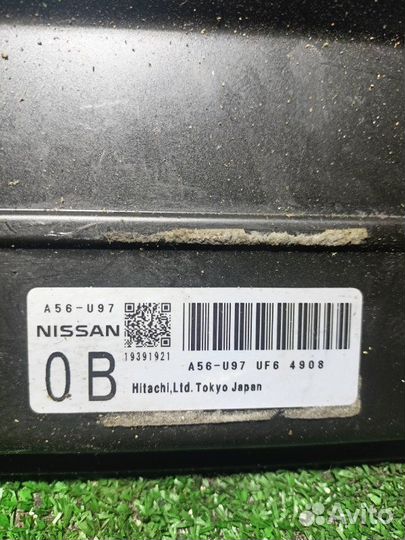 A56-U97
NISSAN
19391921
0B
A56-U97 UF6 4908
Hitachi,Ltd.Tokyo Japan
Avito